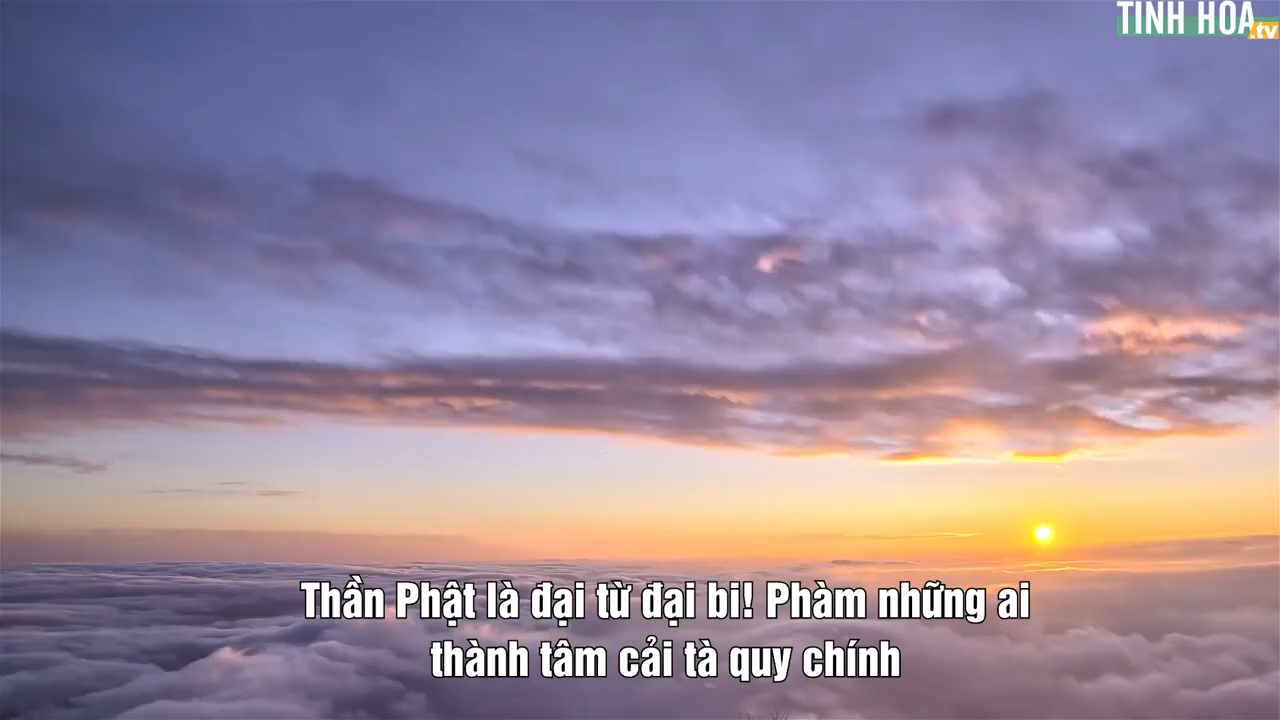 TINH HOA
.tv
Thần Phật là đại từ đại bi! Phàm những ai
thành tâm cải tà quy chính